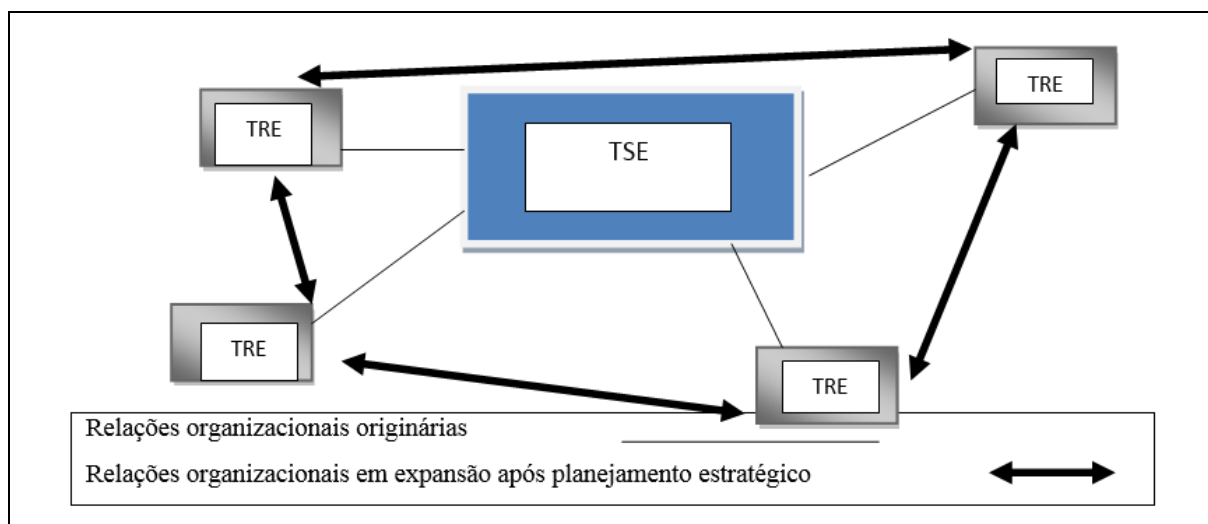 TRE
TRE
TSE
TRE
TRE
Relações organizacionais originárias
Relações organizacionais em expansão após planejamento estratégico